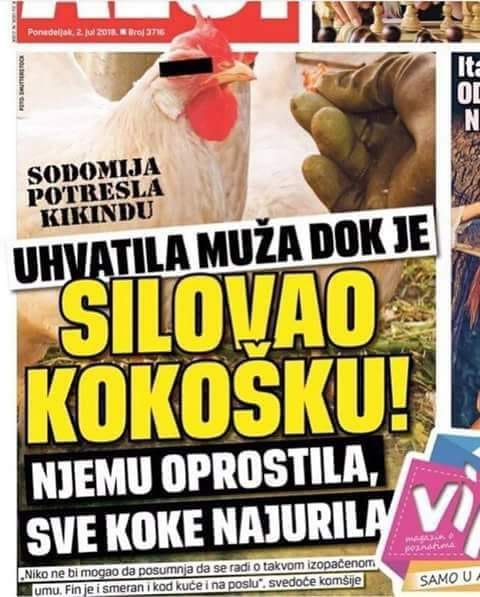 ALO!
Ponedeljak, 2. jul 2018. ■ Broj 3716
FOTO: SHUTTERSTOCK
Ita
OD
N
SODOMIJA
POTRESLA
KIKINDU
UHVATILA MUŽA DOK JE
SILOVAO
KOKOŠKU!
NJEMU OPROSTILA,
SVE KOKE NAJURILA
„Niko ne bi mogao da posumnja da se radi o takvom izopačenom
umu. Fin je i smeran i kod kuće i na poslu”, svedoče komšije
vi
magazin o
poznatima
SAMO U A